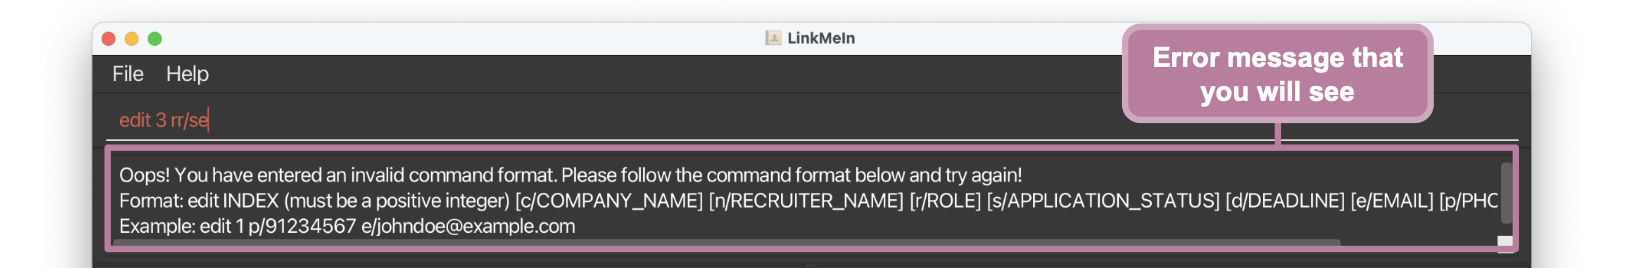 LinkMeIn
File Help
Error message that
you will see
edit 3 rr/se
Oops! You have entered an invalid command format. Please follow the command format below and try again!
Format: edit INDEX (must be a positive integer) [c/COMPANY_NAME] [n/RECRUITER_NAME] [r/ROLE] [s/APPLICATION_STATUS] [d/DEADLINE] [e/EMAIL] [p/PHO
Example: edit 1 p/91234567 e/johndoe@example.com